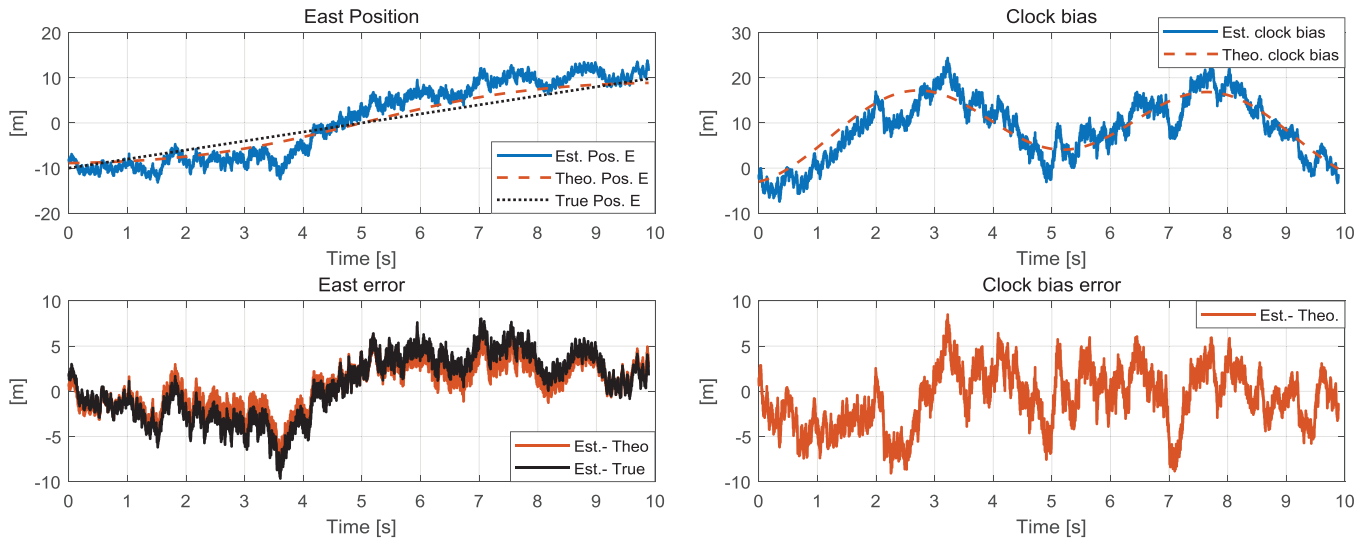 East Position
20
10
0
-10
-20
[m]
0 1 2 3 4 5 6 7 8 9 10
Time [s]
Est. Pos. E
Theo. Pos. E
True Pos. E
Clock bias
30
20
10
0
-10
[m]
0 1 2 3 4 5 6 7 8 9 10
Time [s]
Est. clock bias
Theo. clock bias
East error
10
5
0
-5
-10
[m]
0 1 2 3 4 5 6 7 8 9 10
Time [s]
Est.- Theo
Est.- True
Clock bias error
10
5
0
-5
-10
[m]
0 1 2 3 4 5 6 7 8 9 10
Time [s]
Est.- Theo.